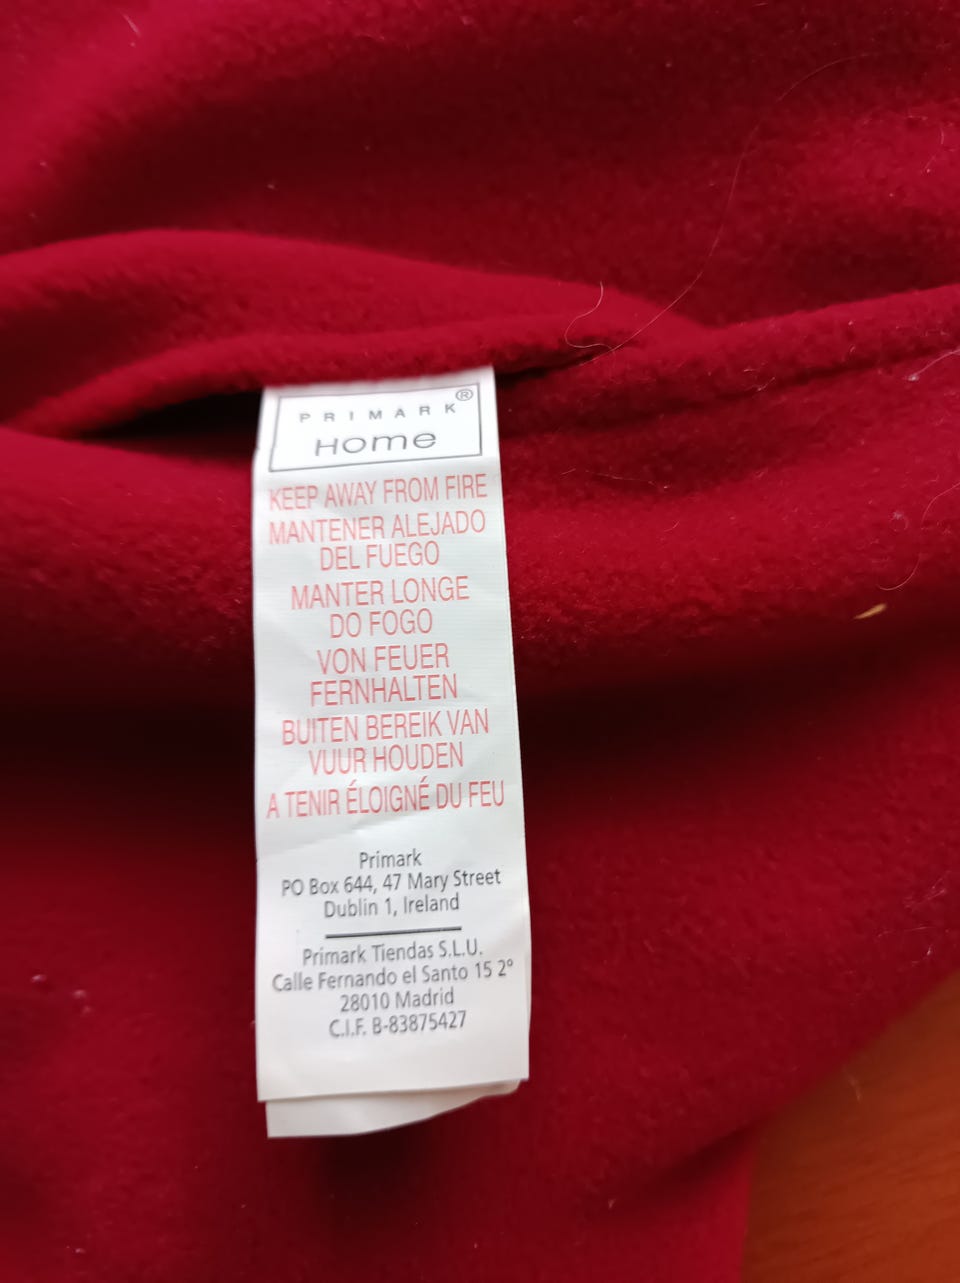 PRIMARK®
Home
KEEP AWAY FROM FIRE
MANTENER ALEJADO
DEL FUEGO
MANTER LONGE
DO FOGO
VON FEUER
FERNHALTEN
BUITEN BEREIK VAN
VUUR HOUDEN
A TENIR ÉLOIGNÉ DU FEU
Primark
PO Box 644, 47 Mary Street
Dublin 1, Ireland
Primark Tiendas S.L.U.
Calle Fernando el Santo 15 2º
28010 Madrid
C.I.F. B-83875427